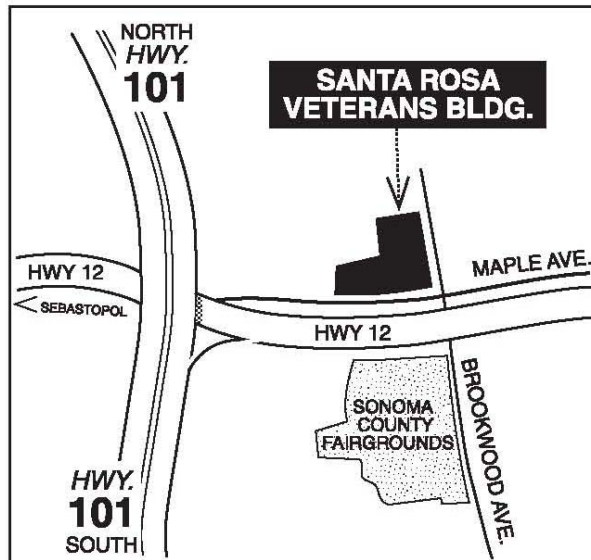 NORTH
HWY.
101
SANTA ROSA
VETERANS BLDG.
HWY 12
SEBASTOPOL
MAPLE AVE.
HWY 12
SONOMA
COUNTY
FAIRGROUNDS
BROOKWOOD AVE.
HWY.
101
SOUTH